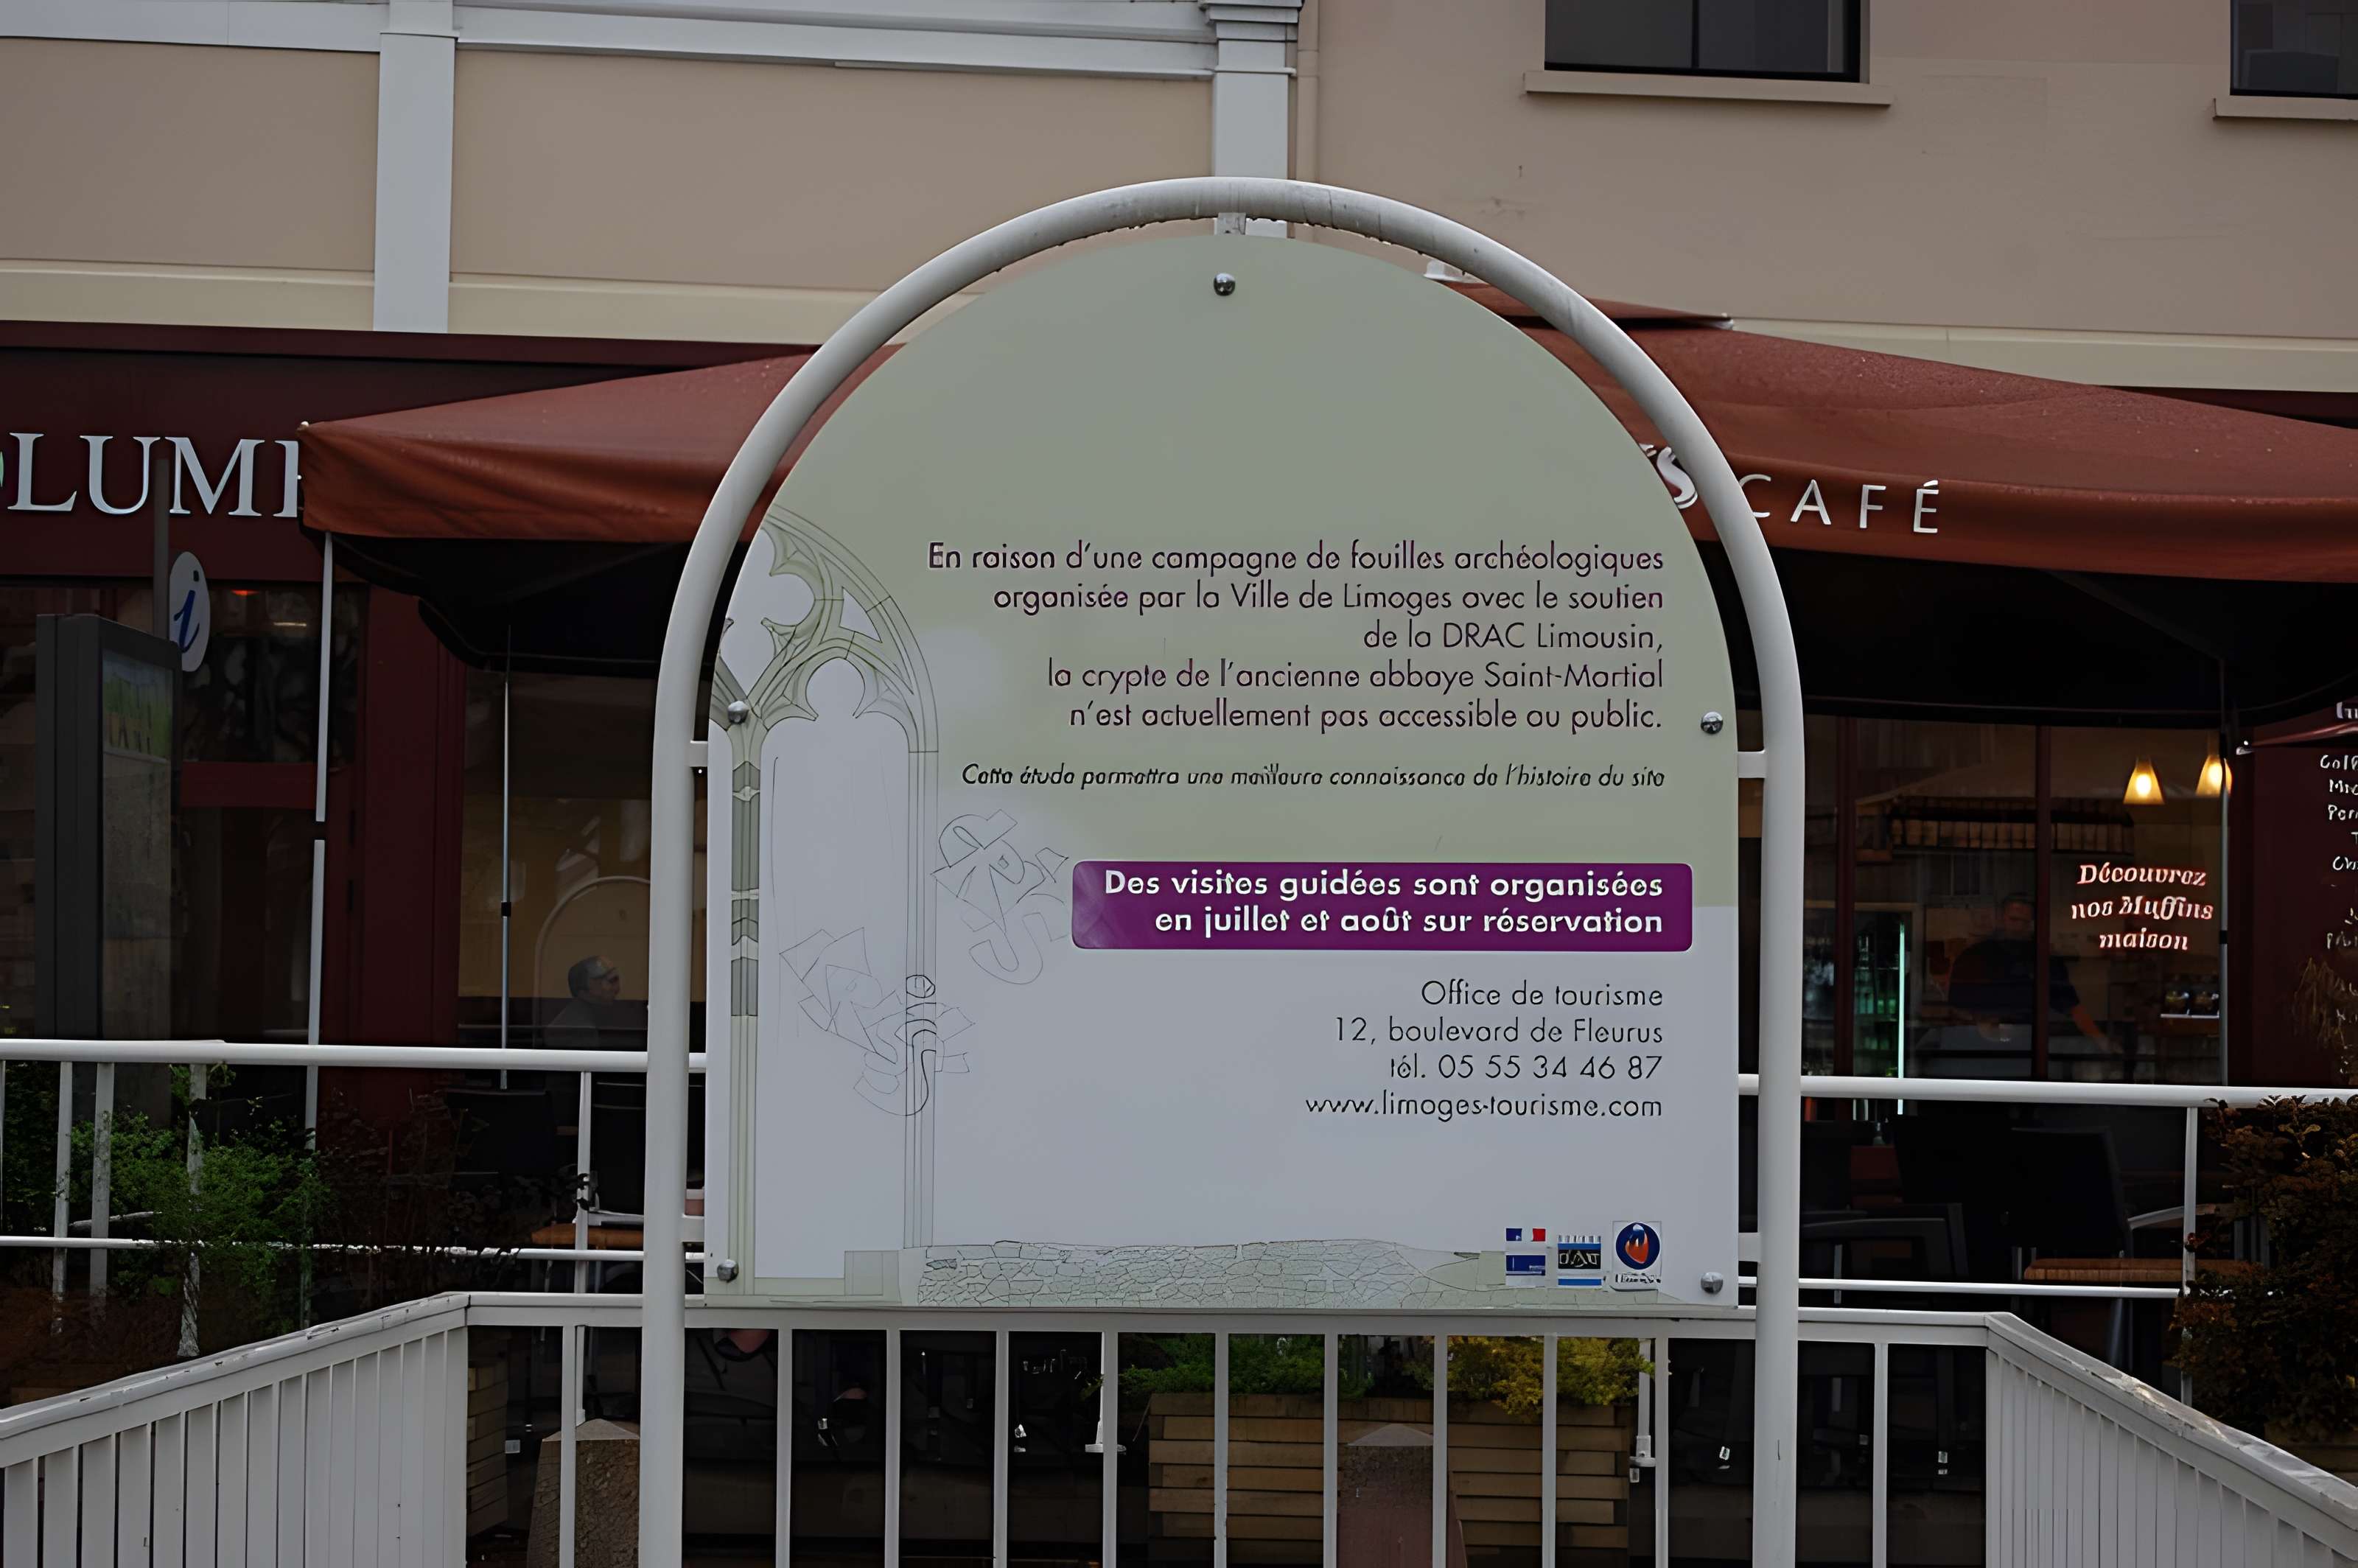 LUMI
i
'S CAFÉ
En raison d'une campagne de fouilles archéologiques
organisée par la Ville de Limoges avec le soutien
de la DRAC Limousin,
la crypte de l'ancienne abbaye Saint-Martial
n'est actuellement pas accessible au public.
Cette étude permettra une meilleure connaissance de l'histoire du site
Des visites guidées sont organisées
en juillet et août sur réservation
Office de tourisme
12, boulevard de Fleurus
tél. 05 55 34 46 87
www.limoges-tourisme.com
Découvrez
nos Muffins
maison